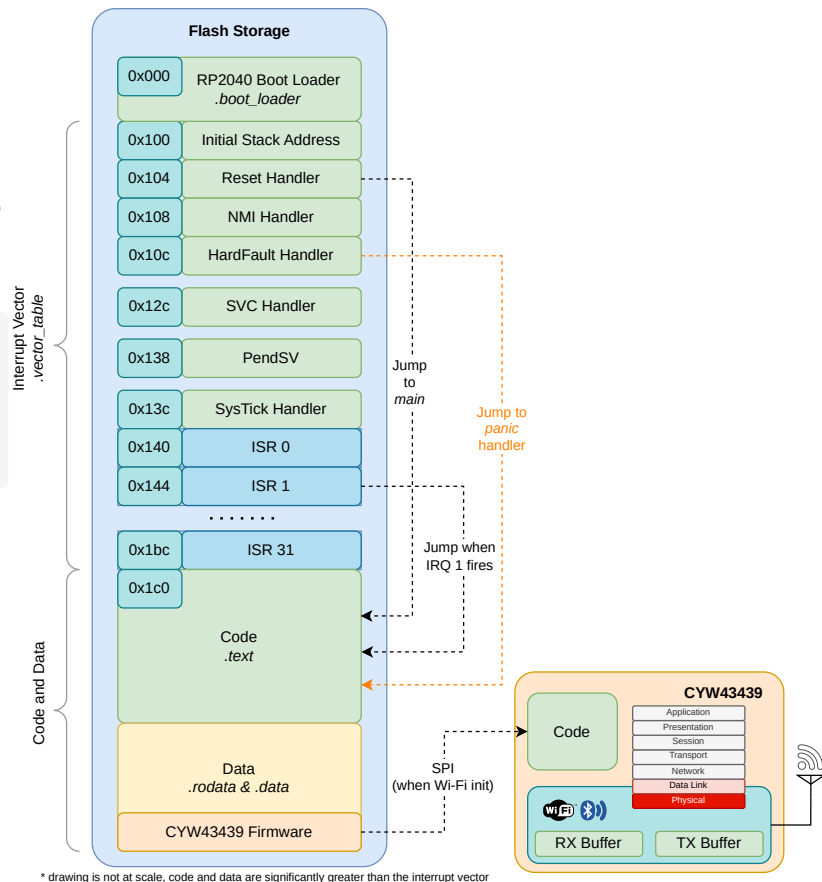 Flash Storage
0x000
RP2040 Boot Loader
.boot_loader
0x100
Initial Stack Address
0x104
Reset Handler
0x108
NMI Handler
0x10c
HardFault Handler
0x12c
SVC Handler
0x138
PendSV
0x13c
SysTick Handler
0x140
ISR 0
0x144
ISR 1
.......
0x1bc
ISR 31
0x1c0
Code
.text
Data
.rodata & .data
CYW43439 Firmware
Interrupt Vector
.vector_table
Code and Data
Jump
to
main
Jump to
panic
handler
Jump when
IRQ 1 fires
SPI
(when Wi-Fi init)
CYW43439
Code
Application
Presentation
Session
Transport
Network
Data Link
Physical
Wi Fi
RX Buffer
TX Buffer
* drawing is not at scale, code and data are significantly greater than the interrupt vector